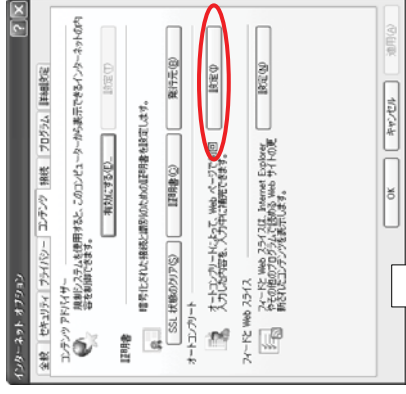 インターネット オプション
全般 セキュリティ プライバシー コンテンツ 接続 プログラム 詳細設定
コンテンツ アドバイザー
規制システムを使用すると、このコンピューターから表示できるインターネットの内
容を制御できます。
有効にする(E)... 設定(T)
証明書
暗号化された接続と識別のための証明書を設定します。
SSL 状態のクリア(S) 証明書(C) 発行元(B)
オートコンプリート
オートコンプリートによって、Web ページで前回
入力した内容を、入力中に補完できます。
設定(I)
フィードと Web スライス
フィードと Web スライスは、Internet Explorer
やその他のプログラムで読める Web サイトの更
新されたコンテンツを表示します。
設定(N)
OK キャンセル 適用(A)